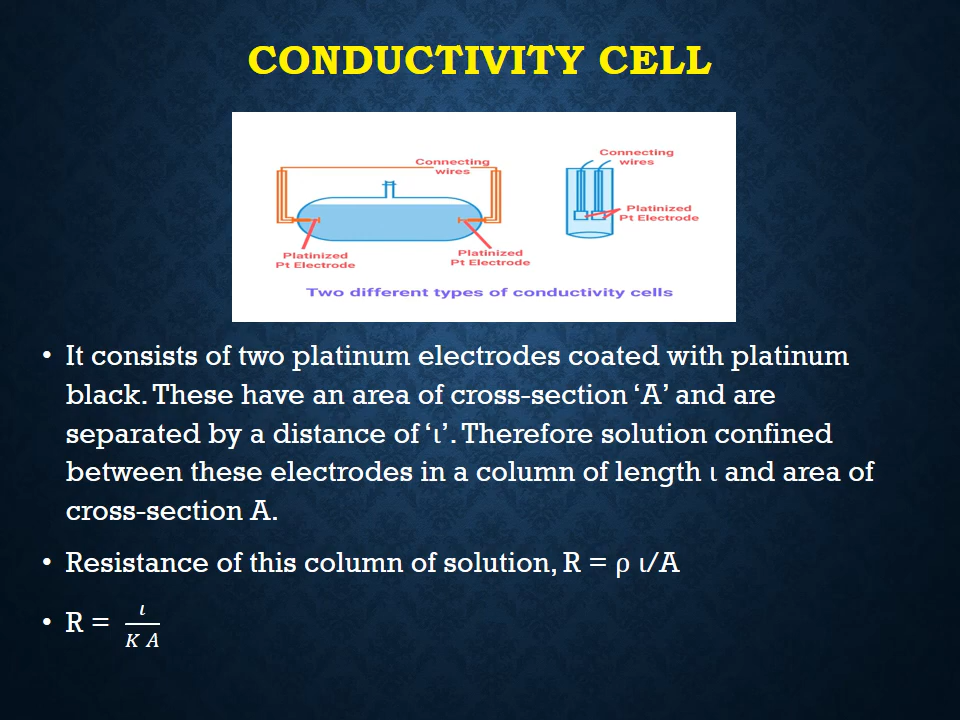 CONDUCTIVITY CELL
Connecting
wires
Platinized
Pt Electrode
Platinized
Pt Electrode
Connecting
wires
Platinized
Pt Electrode
Two different types of conductivity cells
• It consists of two platinum electrodes coated with platinum
black. These have an area of cross-section ‘A’ and are
separated by a distance of ‘ι’. Therefore solution confined
between these electrodes in a column of length ι and area of
cross-section A.
• Resistance of this column of solution, R = ρ ι/A
• R = ι / K A